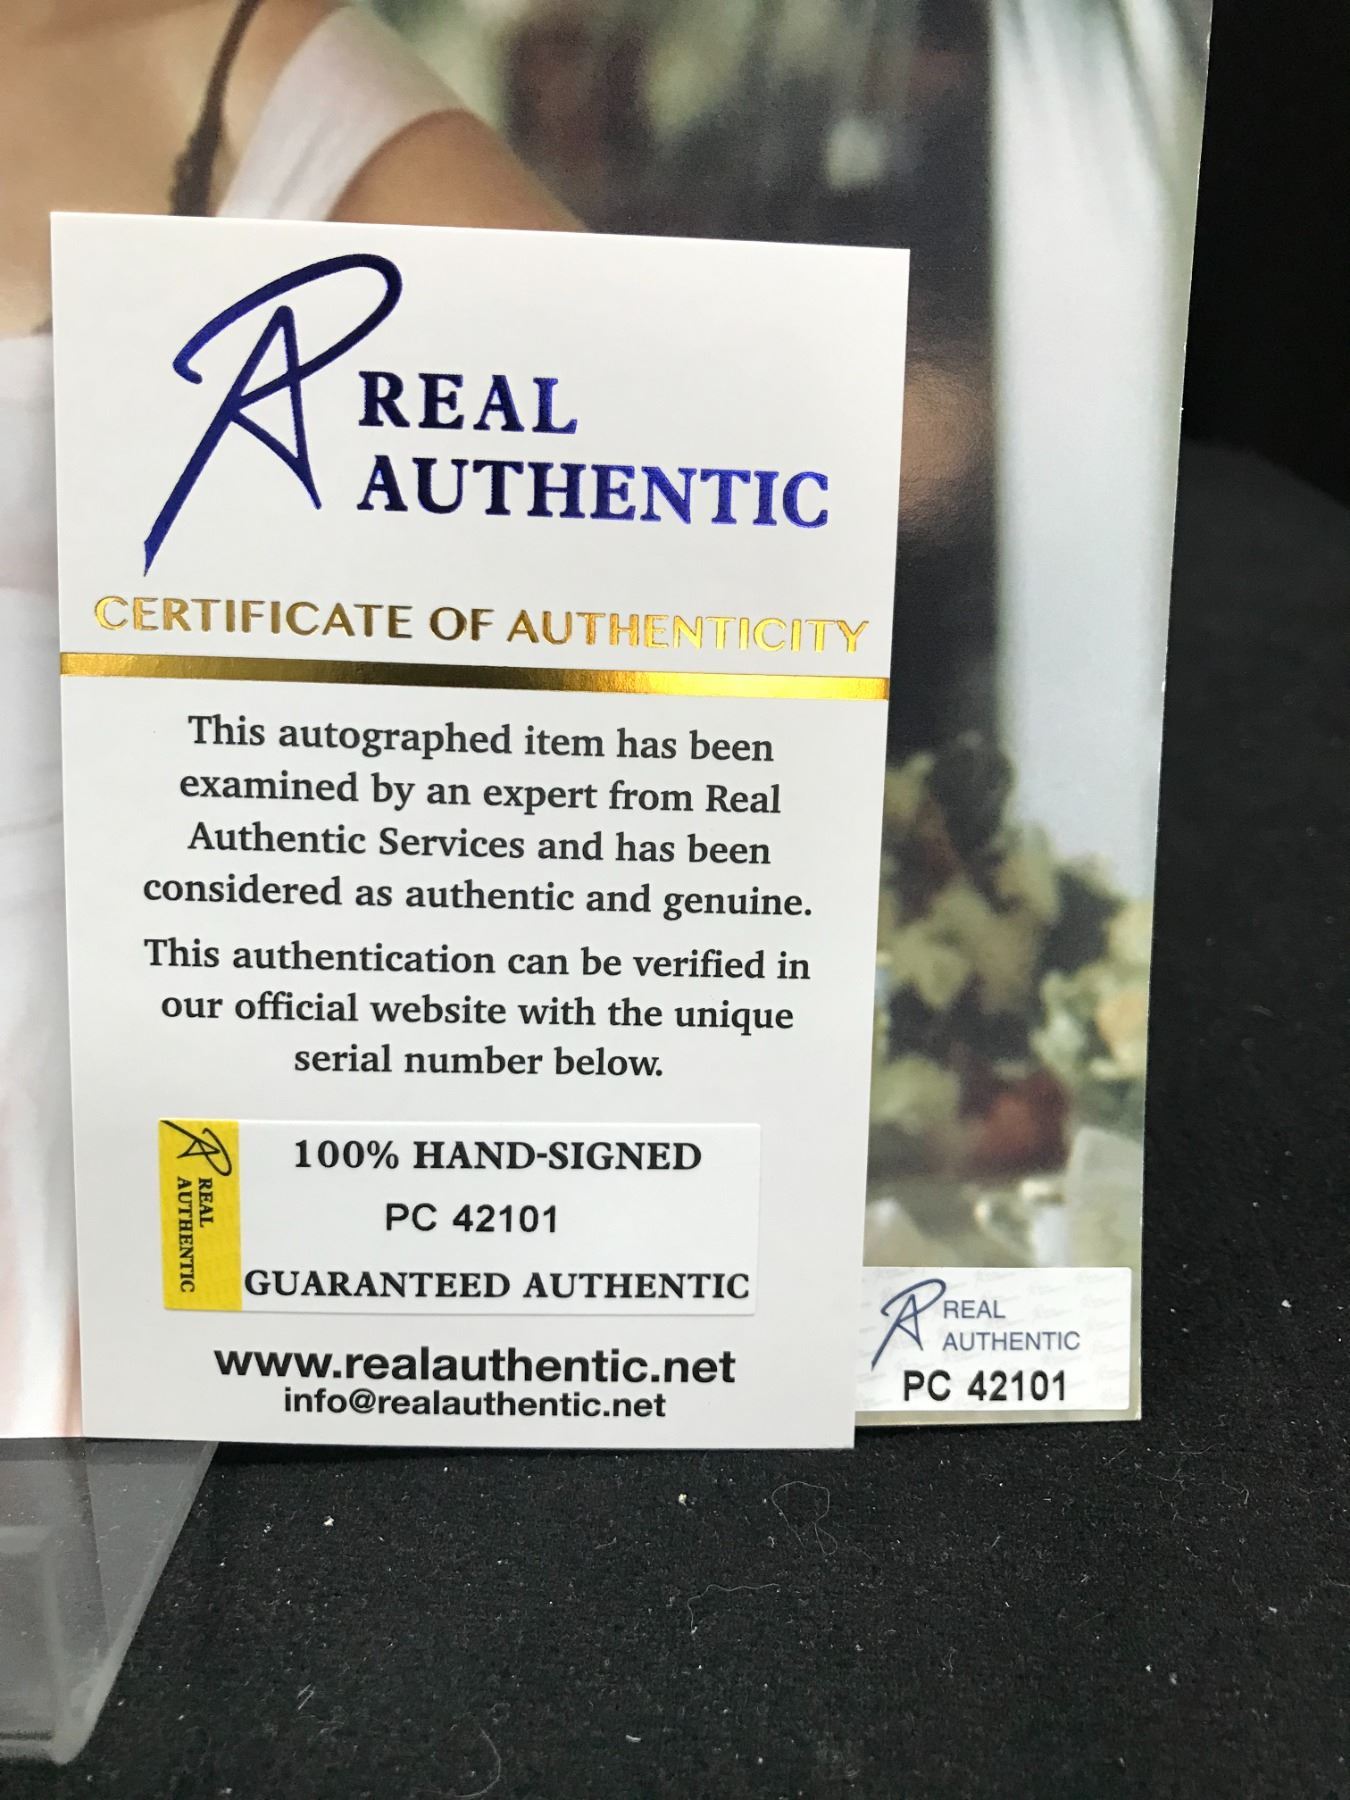 REAL
AUTHENTIC
CERTIFICATE OF AUTHENTICITY
This autographed item has been
examined by an expert from Real
Authentic Services and has been
considered as authentic and genuine.
This authentication can be verified in
our official website with the unique
serial number below.
REAL
AUTHENTIC
100% HAND-SIGNED
PC 42101
GUARANTEED AUTHENTIC
www.realauthentic.net
info@realauthentic.net
REAL
AUTHENTIC
PC 42101